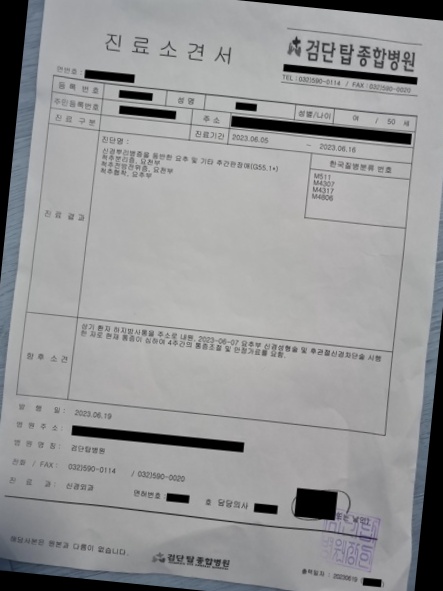 진료소견서
검단탑종합병원
TEL : 032)590-0114 / FAX : 032)590-0020
연번호 :
등록 번호 성명 성별/나이 여 / 50 세
주민등록번호 주소
진료 구분 진료기간 2023.06.05 ~ 2023.06.16
진단명 : 한국질병분류 번호
신경뿌리병증을 동반한 요추 및 기타 추간판장애(G55.1*) M511
척추분리증, 요천부 M4307
척추전방전위증, 요천부 M4317
척추협착, 요추부 M4806
진료 결과
상기 환자 하지방사통을 주소로 내원, 2023-06-07 요추부 신경성형술 및 후관절신경차단술 시행
한 자로 현재 통증이 심하여 4주간의 통증조절 및 안정가료를 요함.
향후 소견
발행일 : 2023.06.19
병원주소 :
병원명칭 : 검단탑병원
전화 / FAX : 032)590-0114 / 032)590-0020
진료과 : 신경외과 면허번호 호 담당의사
해당사본은 원본과 다름이 없습니다.
검단탑종합병원
출력일자 : 20230619